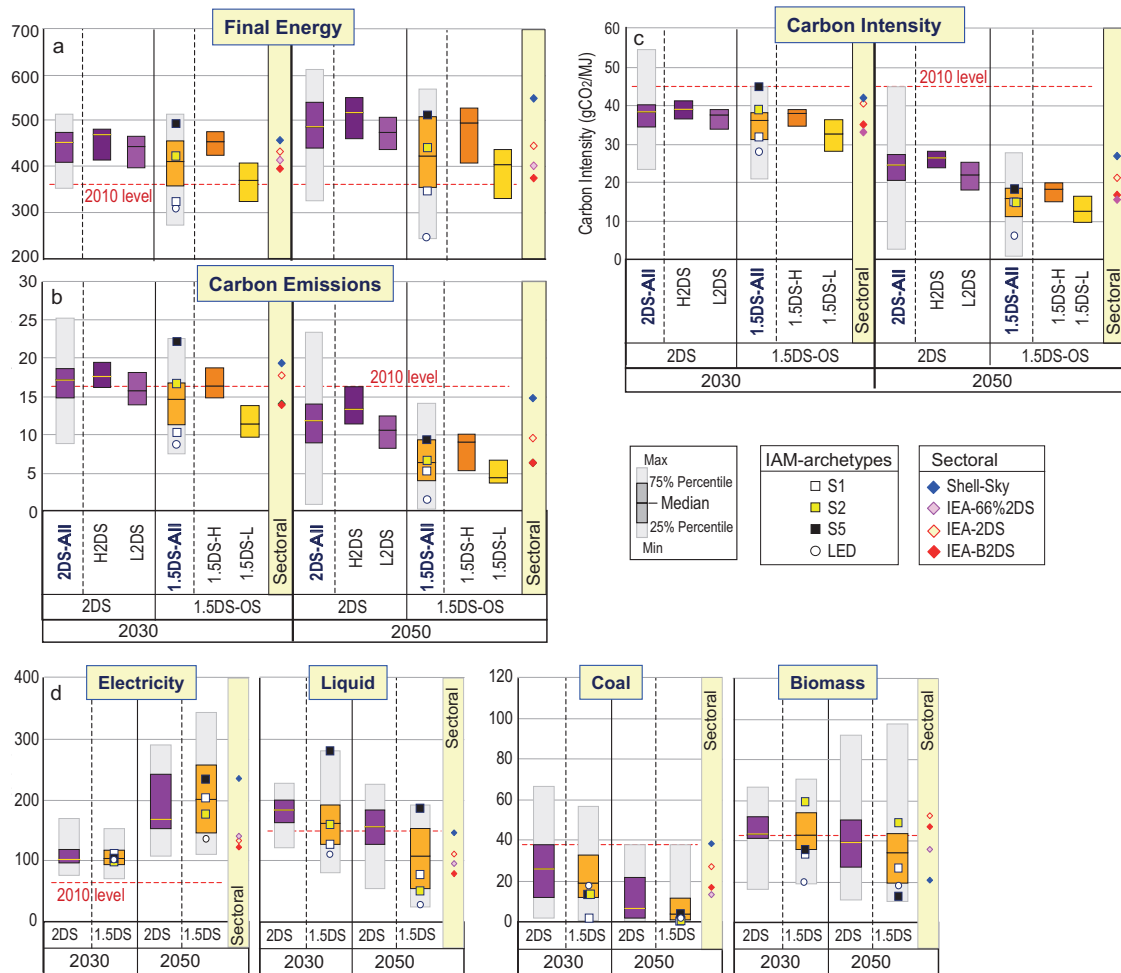 a
Final Energy
700
600
500
400
300
200
2010 level
b
Carbon Emissions
30
25
20
15
10
5
0
2010 level
2DS-All
H2DS
L2DS
1.5DS-All
1.5DS-H
1.5DS-L
Sectoral
2DS-All
H2DS
L2DS
1.5DS-All
1.5DS-H
1.5DS-L
Sectoral
2DS
1.5DS-OS
2DS
1.5DS-OS
2030
2050
c
Carbon Intensity
Carbon Intensity (gCO2/MJ)
60
50
40
30
20
10
0
2010 level
2DS-All
H2DS
L2DS
1.5DS-All
1.5DS-H
1.5DS-L
Sectoral
2DS-All
H2DS
L2DS
1.5DS-All
1.5DS-H
1.5DS-L
Sectoral
2DS
1.5DS-OS
2DS
1.5DS-OS
2030
2050
Max
75% Percentile
Median
25% Percentile
Min
IAM-archetypes
S1
S2
S5
LED
Sectoral
Shell-Sky
IEA-66%2DS
IEA-2DS
IEA-B2DS
d
Electricity
400
300
200
100
0
2010 level
Sectoral
2DS
1.5DS
2DS
1.5DS
2030
2050
Liquid
Sectoral
2DS
1.5DS
2DS
1.5DS
2030
2050
Coal
120
100
80
60
40
20
0
Sectoral
2DS
1.5DS
2DS
1.5DS
2030
2050
Biomass
Sectoral
2DS
1.5DS
2DS
1.5DS
2030
2050